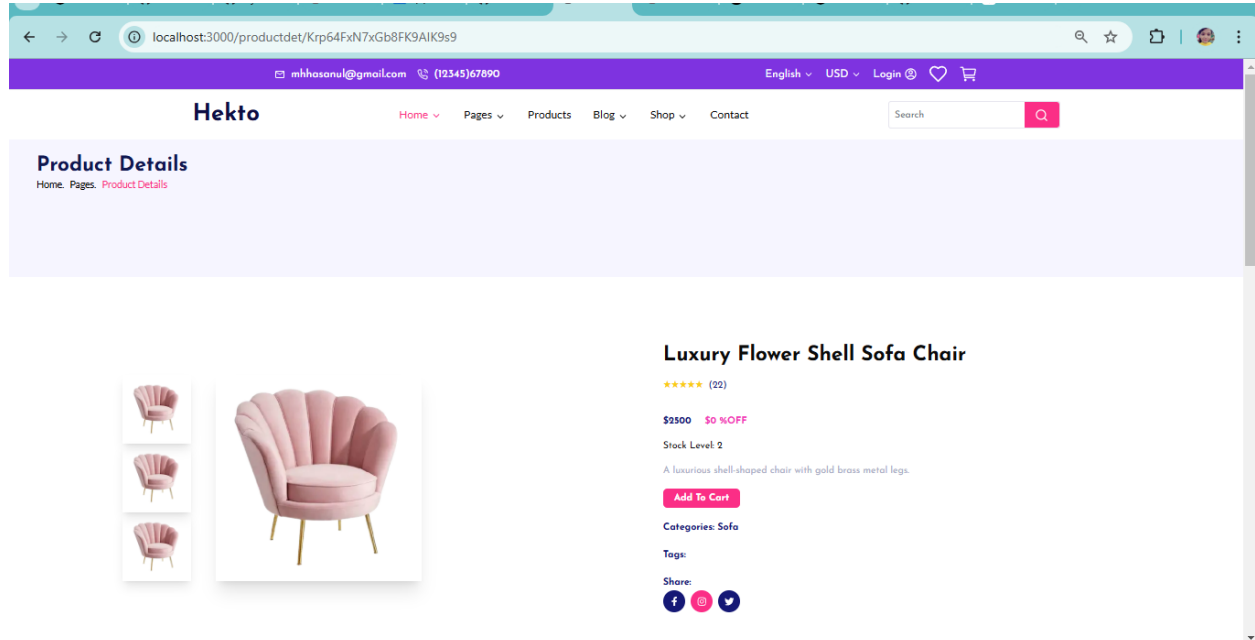 localhost:3000/productdet/Krp64FxN7xGb8FK9AIK9s9
mhhasanul@gmail.com (12345)67890 English USD Login
Hekto Home Pages Products Blog Shop Contact Search
Product Details
Home. Pages. Product Details
Luxury Flower Shell Sofa Chair
★★★★★ (22)
$2500 $0 %OFF
Stock Level: 2
A luxurious shell-shaped chair with gold brass metal legs.
Add To Cart
Categories: Sofa
Tags:
Share: